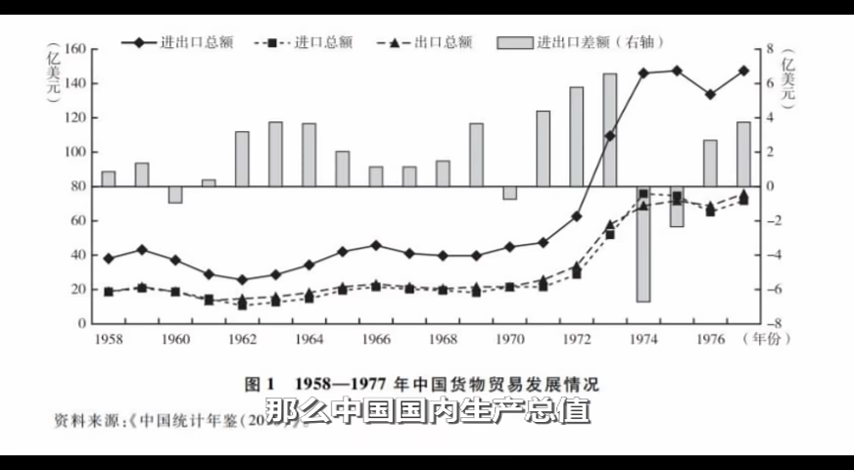 进出口总额 进口总额 出口总额 进出口差额（右轴）
（亿美元）
160
140
120
100
80
60
40
20
0
（亿美元）
8
6
4
2
0
-2
-4
-6
-8
1958 1960 1962 1964 1966 1968 1970 1972 1974 1976 （年份）
图1 1958—1977年中国货物贸易发展情况
资料来源：《中国统计年鉴（20
那么中国国内生产总值